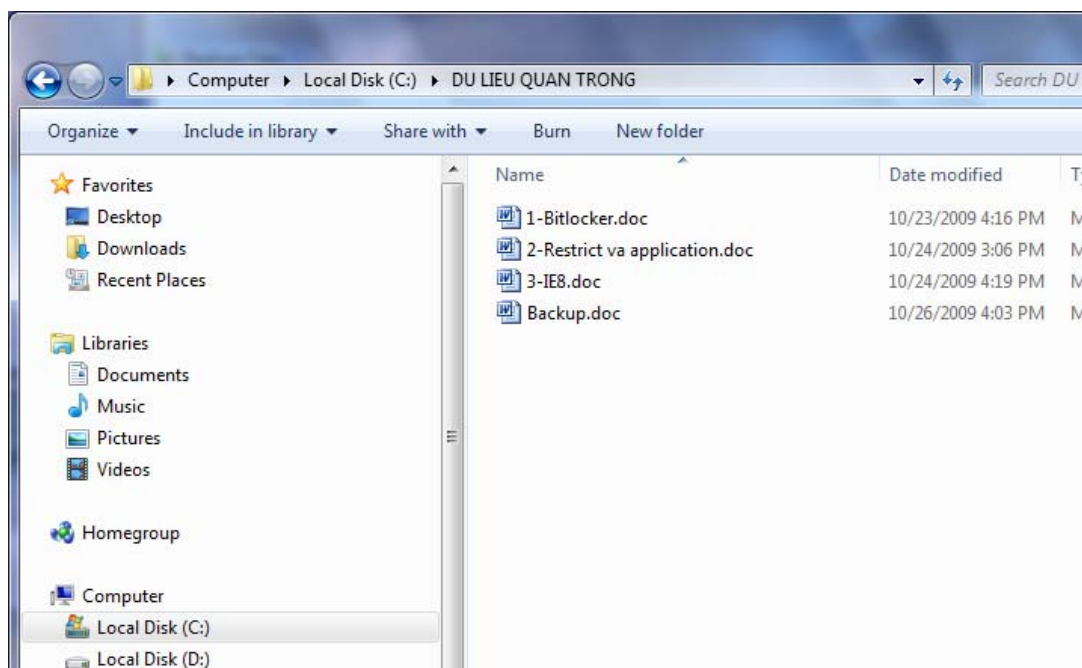 Computer Local Disk (C:) DU LIEU QUAN TRONG Search DU
Organize Include in library Share with Burn New folder
Favorites
Desktop
Downloads
Recent Places
Libraries
Documents
Music
Pictures
Videos
Homegroup
Computer
Local Disk (C:)
Local Disk (D:)
Name Date modified
1-Bitlocker.doc 10/23/2009 4:16 PM M
2-Restrict va application.doc 10/24/2009 3:06 PM M
3-IE8.doc 10/24/2009 4:19 PM M
Backup.doc 10/26/2009 4:03 PM M